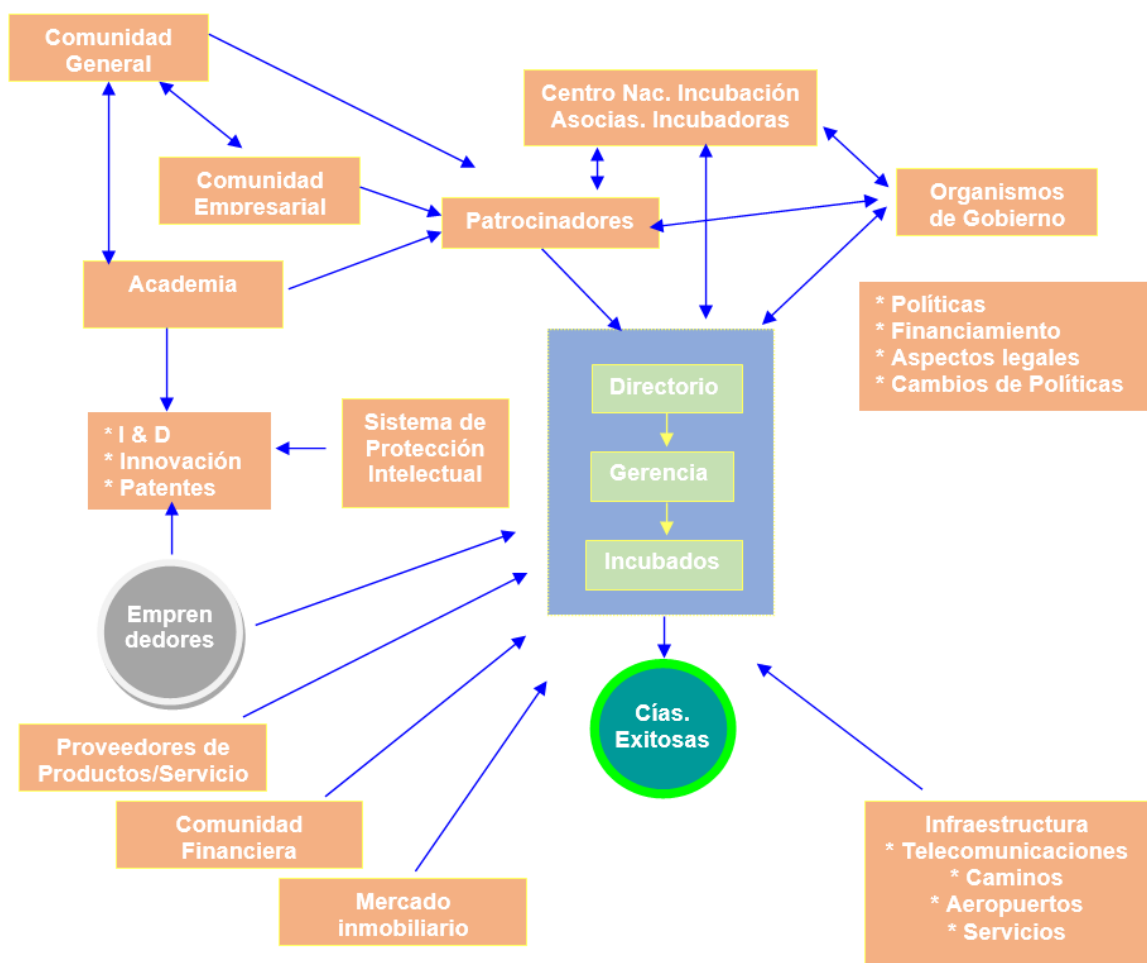 Comunidad
General
Centro Nac. Incubación
Asocias. Incubadoras
Comunidad
Empresarial
Organismos
de Gobierno
Patrocinadores
Academia
* Políticas
* Financiamiento
* Aspectos legales
* Cambios de Políticas
Directorio
Gerencia
Incubados
* I & D
* Innovación
* Patentes
Sistema de
Protección
Intelectual
Empren
dedores
Cías.
Exitosas
Proveedores de
Productos/Servicio
Comunidad
Financiera
Mercado
inmobiliario
Infraestructura
* Telecomunicaciones
* Caminos
* Aeropuertos
* Servicios